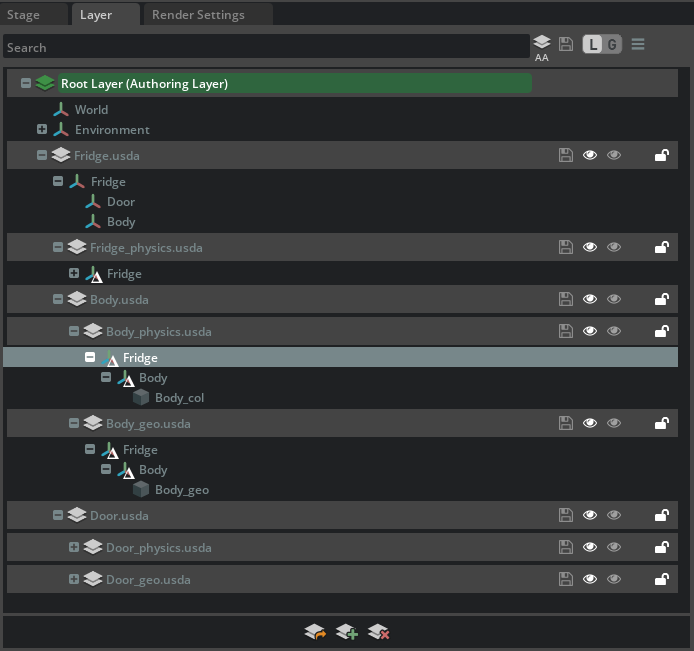 Stage Layer Render Settings
Search AA L G
Root Layer (Authoring Layer)
World
Environment
Fridge.usda
Fridge
Door
Body
Fridge_physics.usda
Fridge
Body.usda
Body_physics.usda
Fridge
Body
Body_col
Body_geo.usda
Fridge
Body
Body_geo
Door.usda
Door_physics.usda
Door_geo.usda